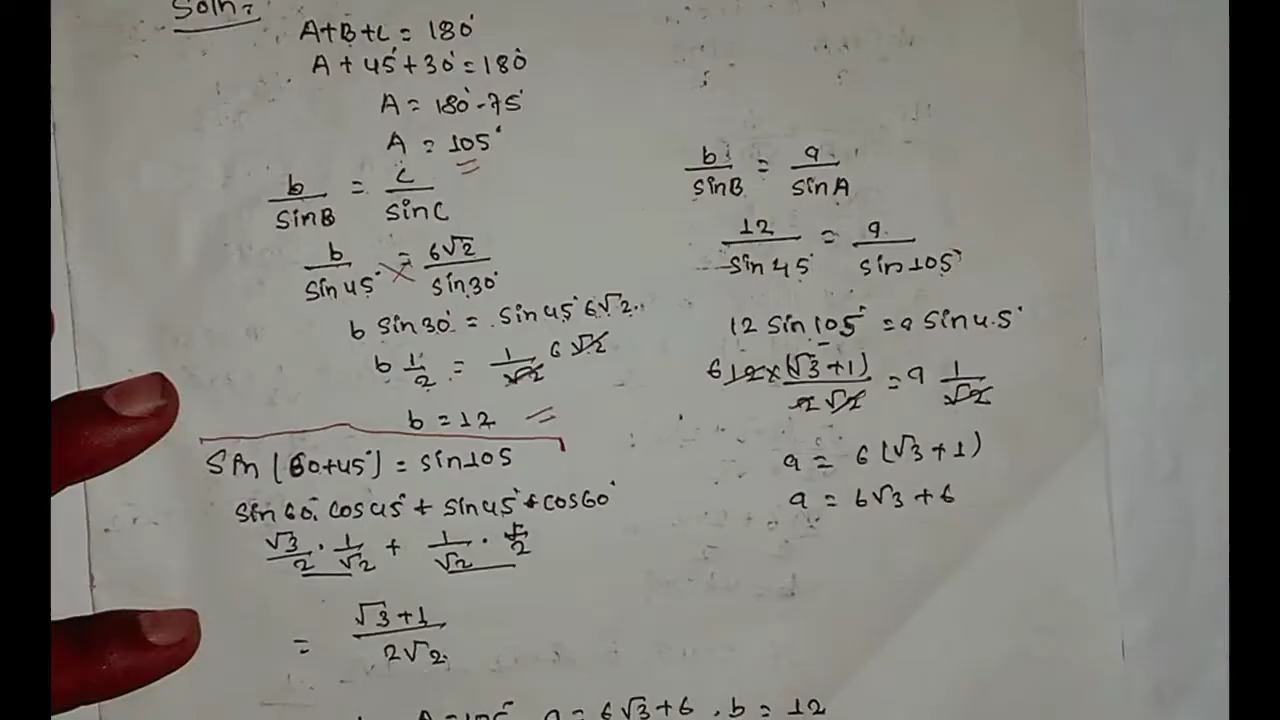 Soln:
A+B+C = 180°
A + 45° + 30° = 180°
A = 180° - 75°
A = 105°
b/sinB = c/sinC
b/sin45° = 6√2/sin30°
b sin30° = sin45° 6√2
b 1/2 = 1/√2 6√2
b = 12
Sin(60+45°) = sin105
sin60° cos45° + sin45° + cos60°
√3/2 · 1/√2 + 1/√2 · 1/2
= √3+1/2√2
b/sinB = a/sinA
12/sin45° = a/sin105°
12 sin105° = a sin45°
6 12×(√3+1)/2√2 = a 1/√2
a = 6(√3+1)
a = 6√3+6
A=105°, a = 6√3+6, b = 12